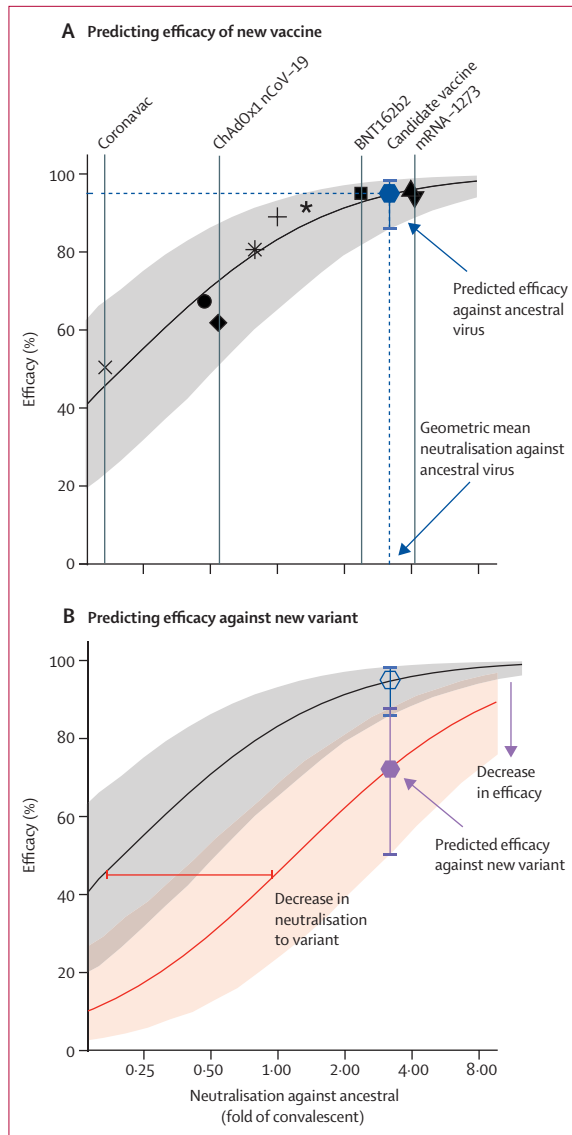 A Predicting efficacy of new vaccine
Coronavac
ChAdOx1 nCoV–19
BNT162b2
Candidate vaccine
mRNA–1273
100
80
60
40
20
0
Efficacy (%)
Predicted efficacy
against ancestral
virus
Geometric mean
neutralisation against
ancestral virus
B Predicting efficacy against new variant
100
80
60
40
20
0
Efficacy (%)
Decrease
in efficacy
Predicted efficacy
against new variant
Decrease in
neutralisation
to variant
0·25 0·50 1·00 2·00 4·00 8·00
Neutralisation against ancestral
(fold of convalescent)